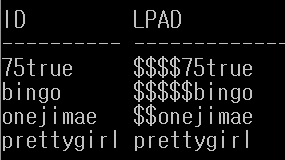 ID LPAD
---------- ----------
75true $$$$75true
bingo $$$$$bingo
onejimae $$onejimae
prettygirl prettygirl